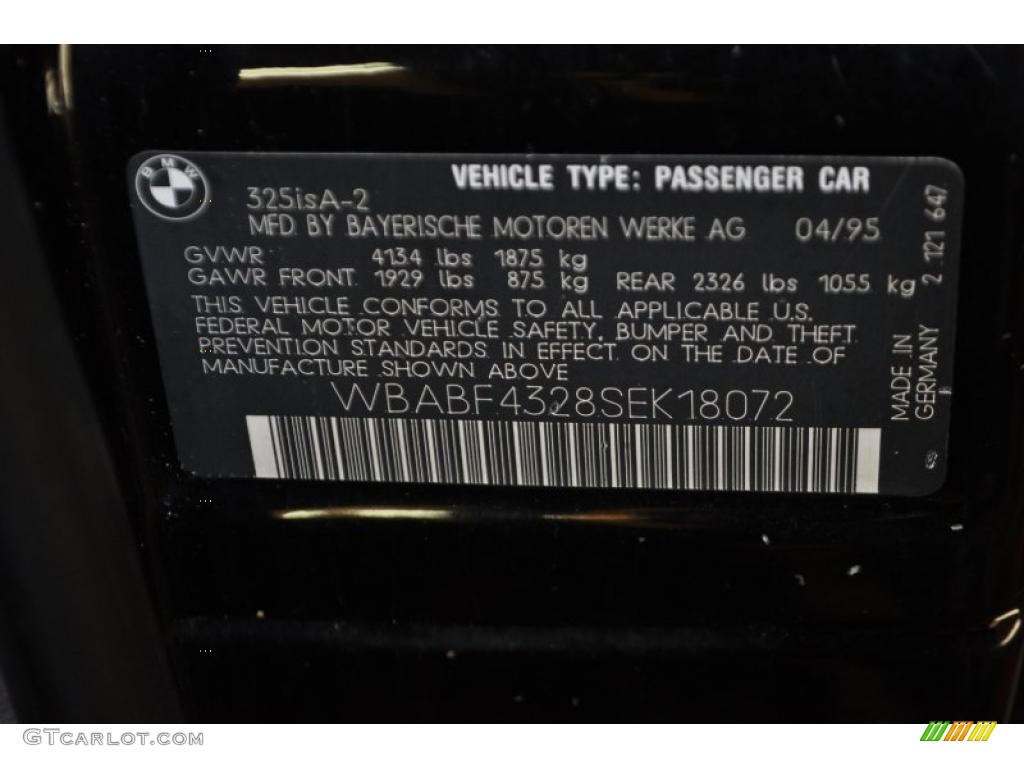 BMW
VEHICLE TYPE: PASSENGER CAR
325isA-2
MFD BY BAYERISCHE MOTOREN WERKE AG 04/95
GVWR 4134 lbs 1875 kg
GAWR FRONT 1929 lbs 875 kg REAR 2326 lbs 1055 kg
THIS VEHICLE CONFORMS TO ALL APPLICABLE U.S.
FEDERAL MOTOR VEHICLE SAFETY, BUMPER AND THEFT
PREVENTION STANDARDS IN EFFECT ON THE DATE OF
MANUFACTURE SHOWN ABOVE
WBABF4328SEK18072
MADE IN
GERMANY
2 121 647
GTCARLOT.COM